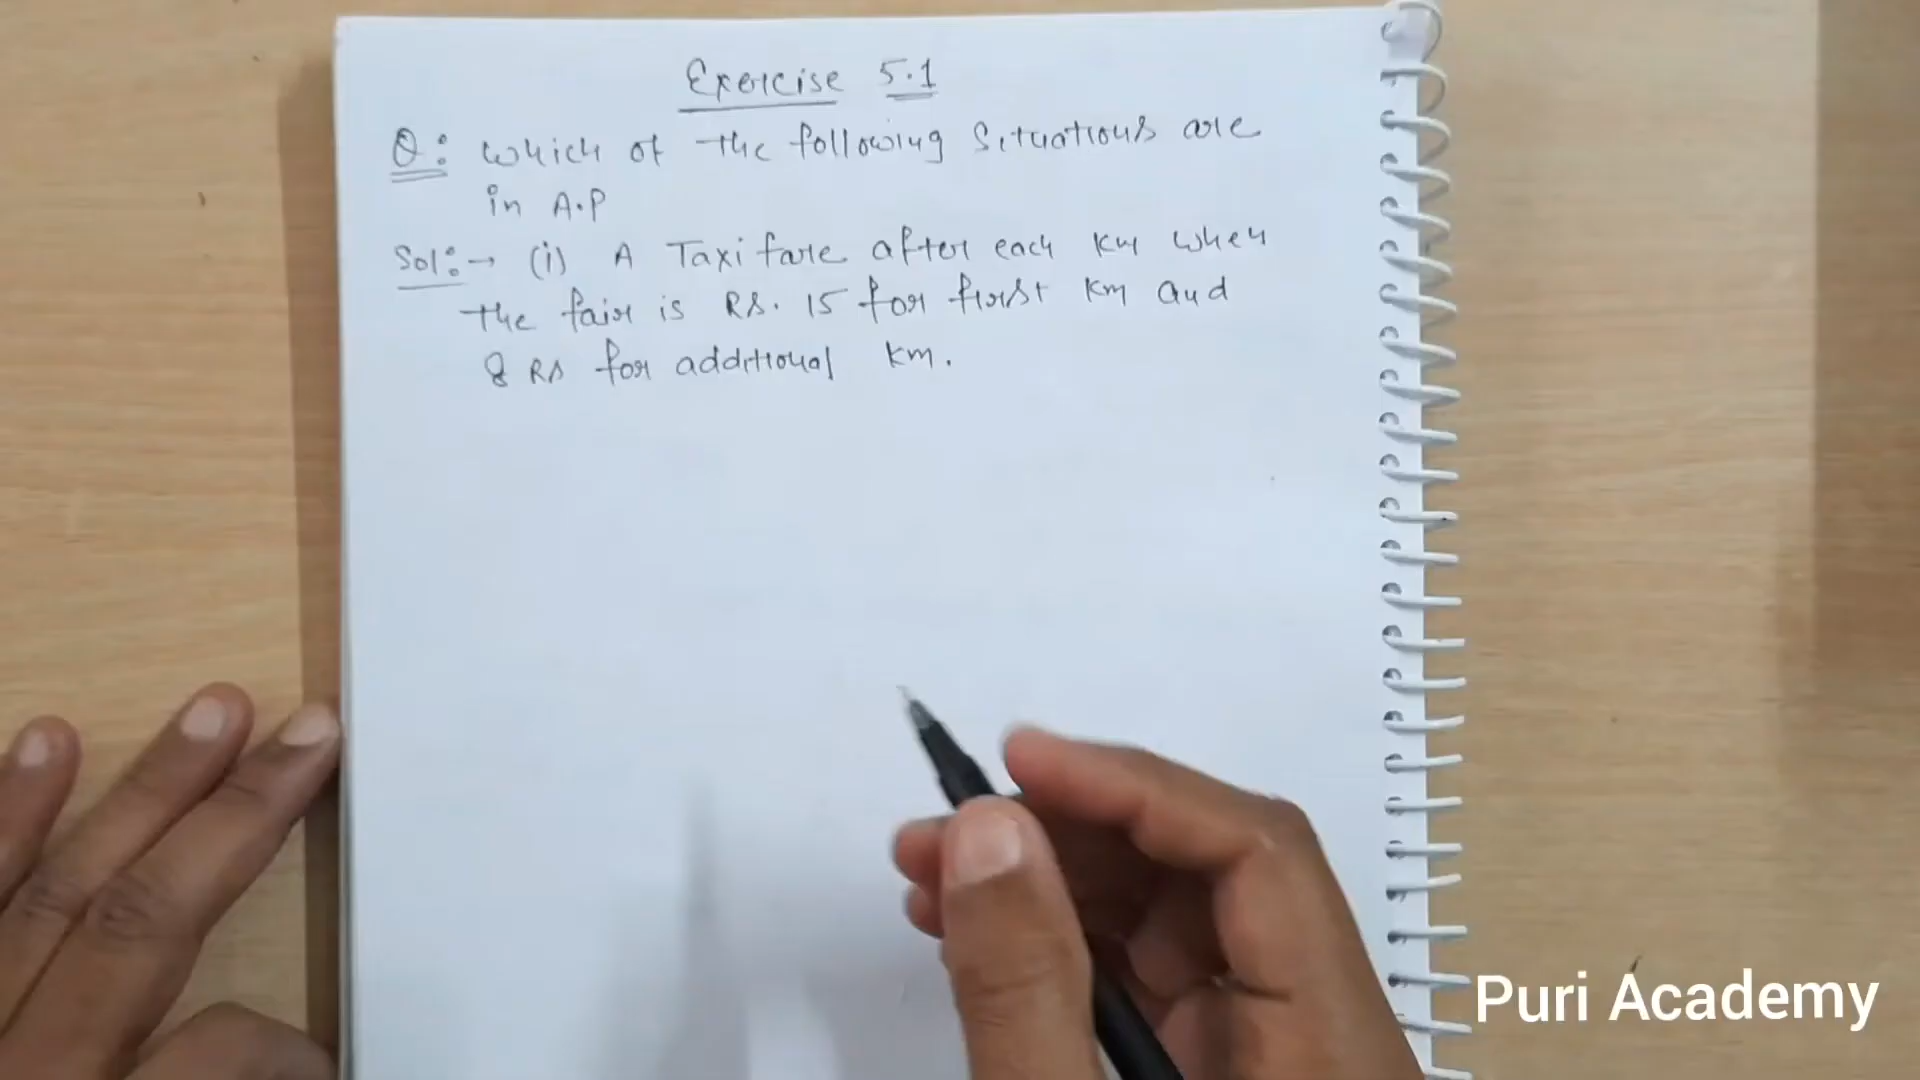 Exercise 5.1
Q: which of the following situations are
in A.P
Sol:→ (i) A Taxi fare after each km when
the fair is RS. 15 for first km and
8 RS for additional km.
Puri Academy